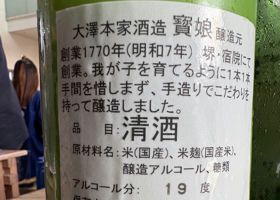 大澤本家酒造 寳娘 醸造元
創業1770年(明和7年) 堺・宿院にて
創業。我が子を育てるように1本1本
手間を惜しまず、手造りでこだわりを
持って醸造しました。
品 目：清酒
原材料名：米(国産)、米麹(国産米)、
醸造アルコール、糖類
アルコール分： 19 度